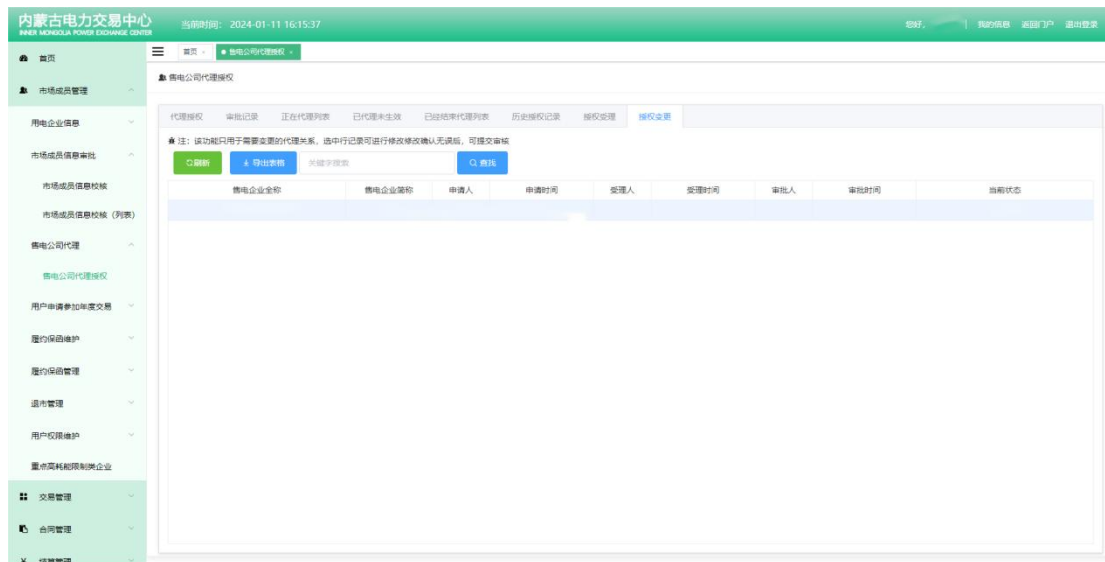 内蒙古电力交易中心
INNER MONGOLIA POWER EXCHANGE CENTER
当前时间: 2024-01-11 16:15:37
您好,
| 我的信息 返回门户 退出登录
首页
市场成员管理
用电企业信息
市场成员信息审批
市场成员信息校核
市场成员信息校核（列表）
售电公司代理
售电公司代理授权
用户申请参加年度交易
履约保函维护
履约保函管理
退市管理
用户权限维护
重点高耗能限制类企业
交易管理
合同管理
结算管理
首页 × ● 售电公司代理授权 ×
售电公司代理授权
代理授权 审批记录 正在代理列表 已代理未生效 已经结束代理列表 历史授权记录 授权受理 授权变更
注：该功能只用于需要变更的代理关系，选中行记录可进行修改修改确认无误后，可提交审核
刷新 导出表格 关键字搜索 查找
售电企业全称 售电企业简称 申请人 申请时间 受理人 受理时间 审批人 审批时间 当前状态